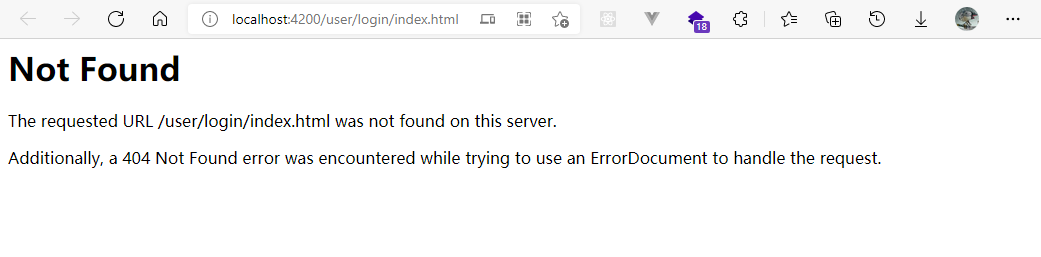 localhost:4200/user/login/index.html
18
Not Found
The requested URL /user/login/index.html was not found on this server.
Additionally, a 404 Not Found error was encountered while trying to use an ErrorDocument to handle the request.